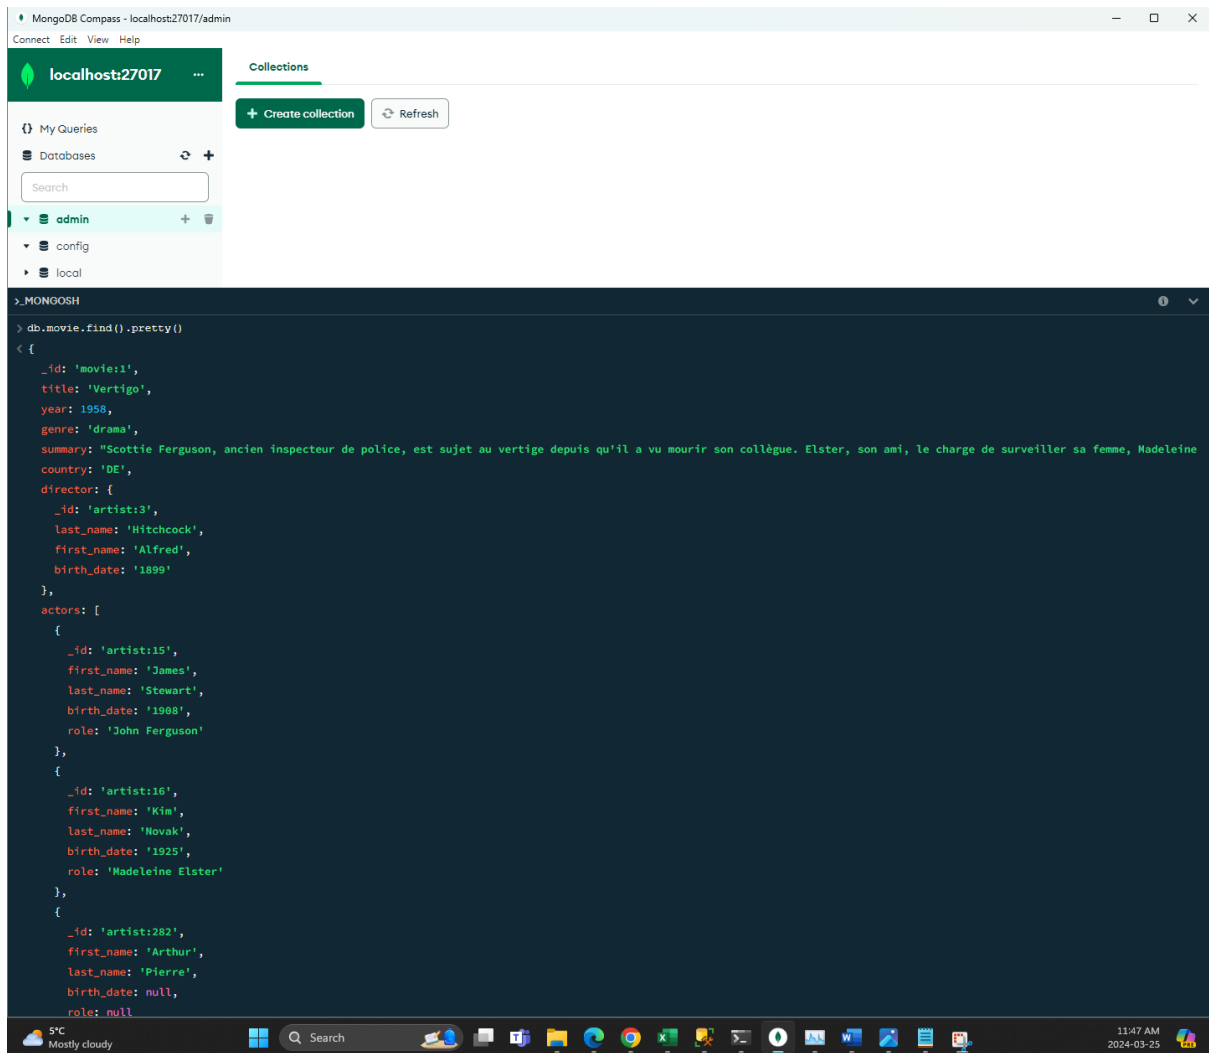 MongoDB Compass - localhost:27017/admin
Connect Edit View Help
localhost:27017 ...
Collections
+ Create collection
Refresh
{} My Queries
Databases
Search
admin
config
local
>_MONGOSH
> db.movie.find().pretty()
< {
_id: 'movie:1',
title: 'Vertigo',
year: 1958,
genre: 'drama',
summary: "Scottie Ferguson, ancien inspecteur de police, est sujet au vertige depuis qu'il a vu mourir son collègue. Elster, son ami, le charge de surveiller sa femme, Madeleine
country: 'DE',
director: {
_id: 'artist:3',
last_name: 'Hitchcock',
first_name: 'Alfred',
birth_date: '1899'
},
actors: [
{
_id: 'artist:15',
first_name: 'James',
last_name: 'Stewart',
birth_date: '1908',
role: 'John Ferguson'
},
{
_id: 'artist:16',
first_name: 'Kim',
last_name: 'Novak',
birth_date: '1925',
role: 'Madeleine Elster'
},
{
_id: 'artist:282',
first_name: 'Arthur',
last_name: 'Pierre',
birth_date: null,
role: null
5°C
Mostly cloudy
Search
11:47 AM
2024-03-25